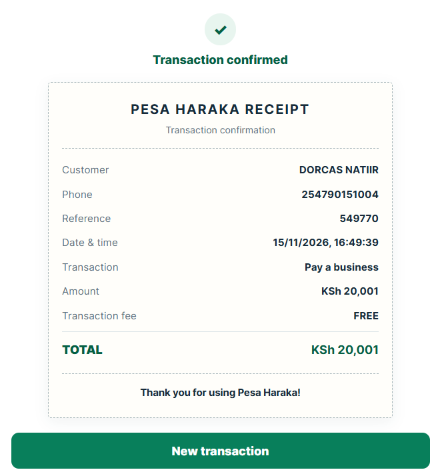 Transaction confirmed
PESA HARAKA RECEIPT
Transaction confirmation
Customer DORCAS NATIIR
Phone 254790151004
Reference 549770
Date & time 15/11/2026, 16:49:39
Transaction Pay a business
Amount KSh 20,001
Transaction fee FREE
TOTAL KSh 20,001
Thank you for using Pesa Haraka!
New transaction